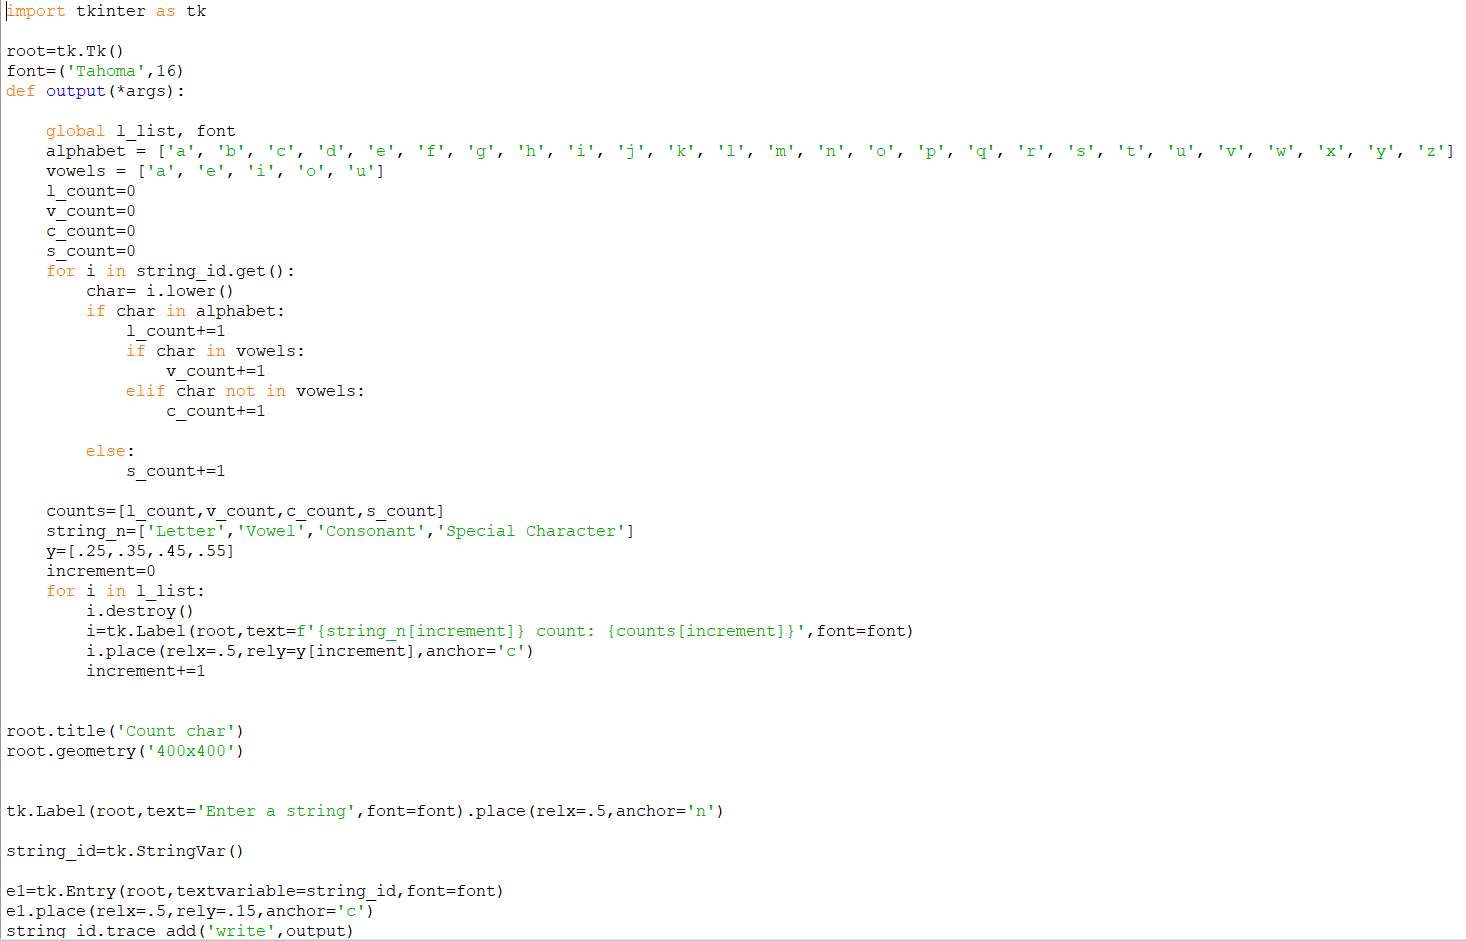 import tkinter as tk
root=tk.Tk()
font=('Tahoma',16)
def output(*args):
    global l_list, font
    alphabet = ['a', 'b', 'c', 'd', 'e', 'f', 'g', 'h', 'i', 'j', 'k', 'l', 'm', 'n', 'o', 'p', 'q', 'r', 's', 't', 'u', 'v', 'w', 'x', 'y', 'z']
    vowels = ['a', 'e', 'i', 'o', 'u']
    l_count=0
    v_count=0
    c_count=0
    s_count=0
    for i in string_id.get():
        char= i.lower()
        if char in alphabet:
            l_count+=1
            if char in vowels:
                v_count+=1
            elif char not in vowels:
                c_count+=1
        else:
            s_count+=1
    counts=[l_count,v_count,c_count,s_count]
    string_n=['Letter','Vowel','Consonant','Special Character']
    y=[.25,.35,.45,.55]
    increment=0
    for i in l_list:
        i.destroy()
        i=tk.Label(root,text=f'{string_n[increment]} count: {counts[increment]}',font=font)
        i.place(relx=.5,rely=y[increment],anchor='c')
        increment+=1
root.title('Count char')
root.geometry('400x400')
tk.Label(root,text='Enter a string',font=font).place(relx=.5,anchor='n')
string_id=tk.StringVar()
e1=tk.Entry(root,textvariable=string_id,font=font)
e1.place(relx=.5,rely=.15,anchor='c')
string_id.trace_add('write',output)